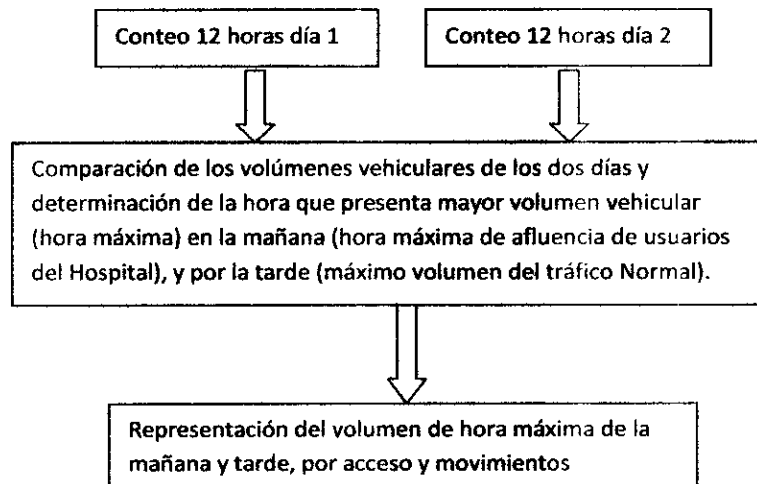 Conteo 12 horas día 1
Conteo 12 horas día 2
Comparación de los volúmenes vehiculares de los dos días y
determinación de la hora que presenta mayor volumen vehicular
(hora máxima) en la mañana (hora máxima de afluencia de usuarios
del Hospital), y por la tarde (máximo volumen del tráfico Normal).
Representación del volumen de hora máxima de la
mañana y tarde, por acceso y movimientos